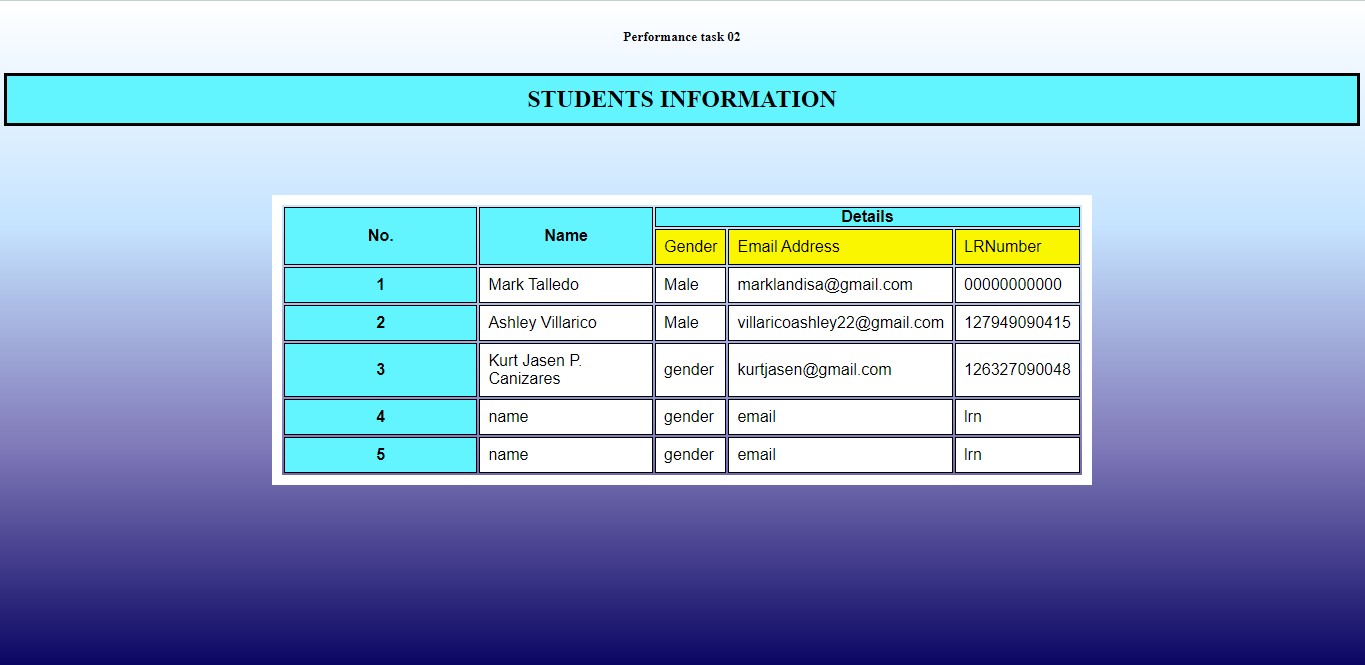 Performance task 02
STUDENTS INFORMATION
No. Name Details
Gender Email Address LRNumber
1 Mark Talledo Male marklandisa@gmail.com 00000000000
2 Ashley Villarico Male villaricoashley22@gmail.com 127949090415
3 Kurt Jasen P. Canizares gender kurtjasen@gmail.com 126327090048
4 name gender email lrn
5 name gender email lrn